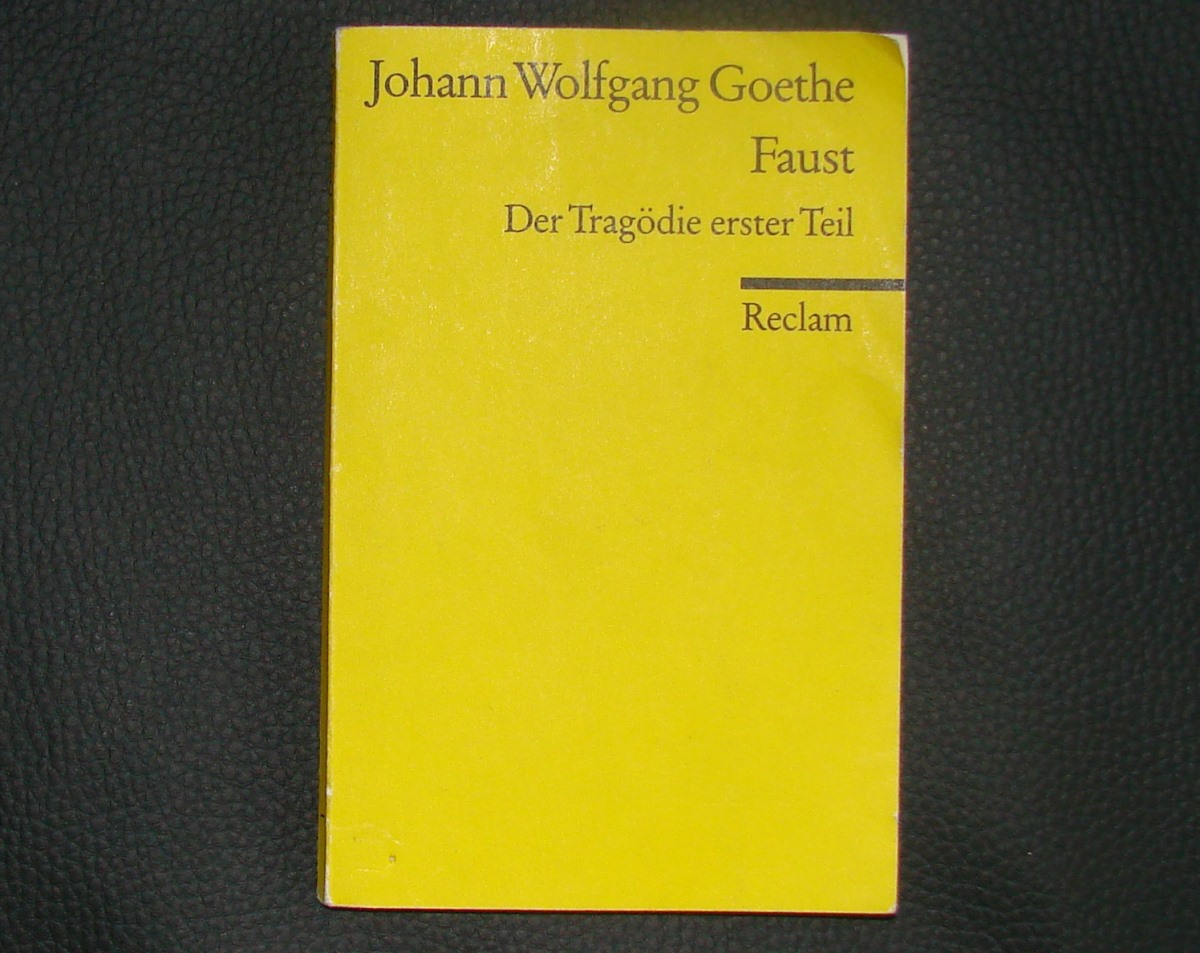 Johann Wolfgang Goethe
Faust
Der Tragödie erster Teil
Reclam